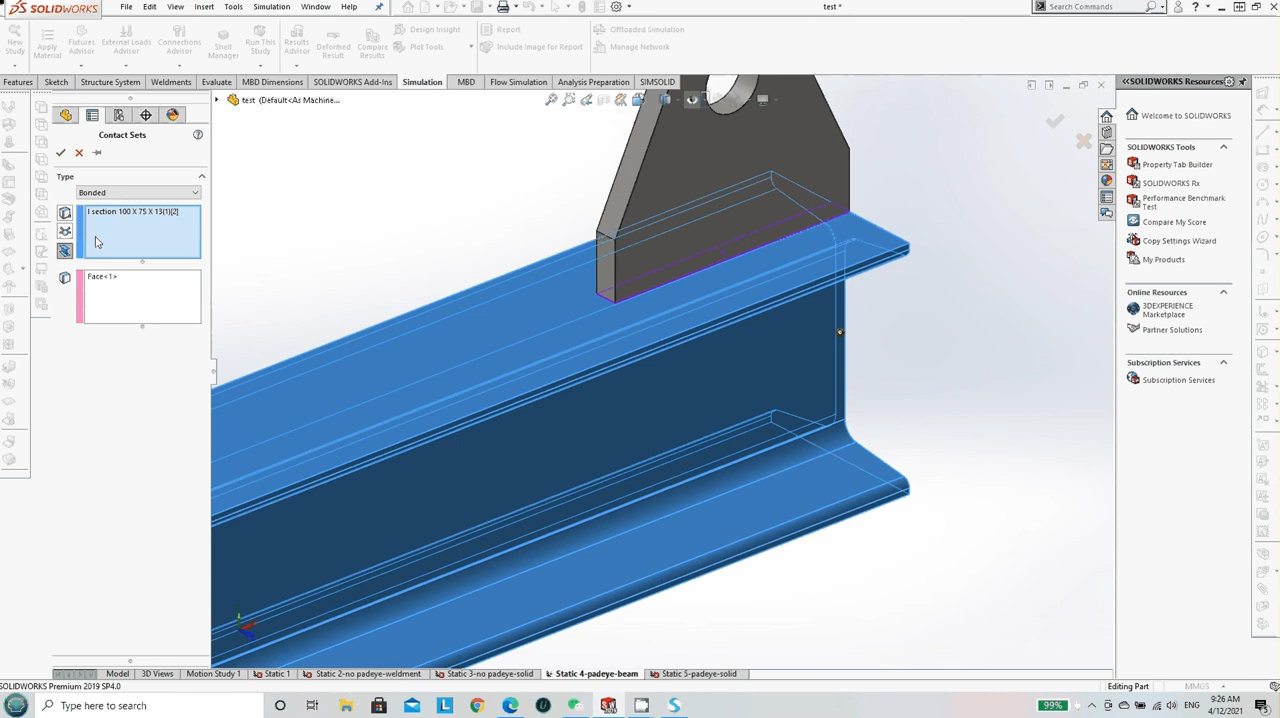 SOLIDWORKS
File
Edit
View
Insert
Tools
Simulation
Window
Help
test *
Search Commands
New Study
Apply Material
Fixtures Advisor
External Loads Advisor
Connections Advisor
Shell Manager
Run This Study
Results Advisor
Deformed Result
Compare Results
Design Insight
Plot Tools
Report
Include Image for Report
Offloaded Simulation
Manage Network
Features
Sketch
Structure System
Weldments
Evaluate
MBD Dimensions
SOLIDWORKS Add-Ins
Simulation
MBD
Flow Simulation
Analysis Preparation
SIMSOLID
test (Default<As Machine...
Contact Sets
Type
Bonded
I section 100 X 75 X 13(1)[2]
Face<1>
SOLIDWORKS Resources
Welcome to SOLIDWORKS
SOLIDWORKS Tools
Property Tab Builder
SOLIDWORKS Rx
Performance Benchmark Test
Compare My Score
Copy Settings Wizard
My Products
Online Resources
3DEXPERIENCE Marketplace
Partner Solutions
Subscription Services
Subscription Services
Model
3D Views
Motion Study 1
Static 1
Static 2-no padeye-weldment
Static 3-no padeye-solid
Static 4-padeye-beam
Static 5-padeye-solid
SOLIDWORKS Premium 2019 SP4.0
Editing Part
MMGS
Type here to search
99%
ENG
9:26 AM
4/12/2021